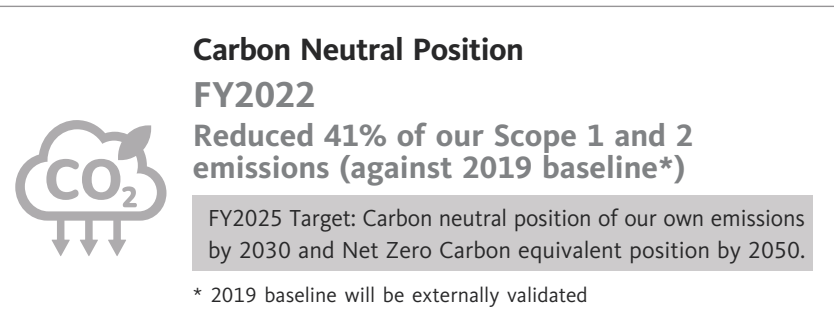 Carbon Neutral Position
FY2022
Reduced 41% of our Scope 1 and 2
emissions (against 2019 baseline*)
CO2
FY2025 Target: Carbon neutral position of our own emissions
by 2030 and Net Zero Carbon equivalent position by 2050.
* 2019 baseline will be externally validated